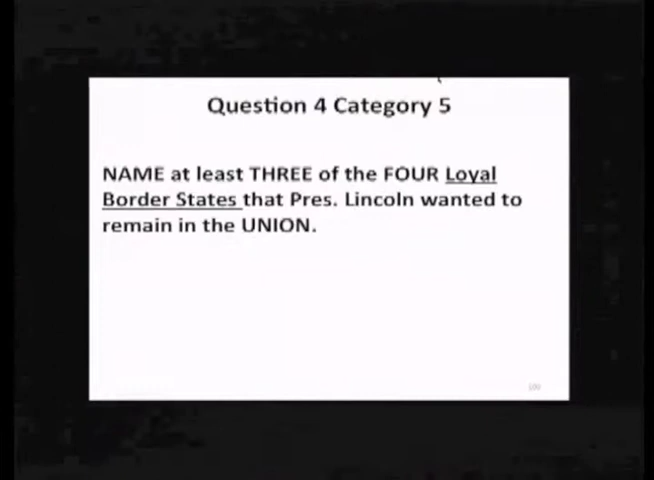 Question 4 Category 5
NAME at least THREE of the FOUR Loyal
Border States that Pres. Lincoln wanted to
remain in the UNION.